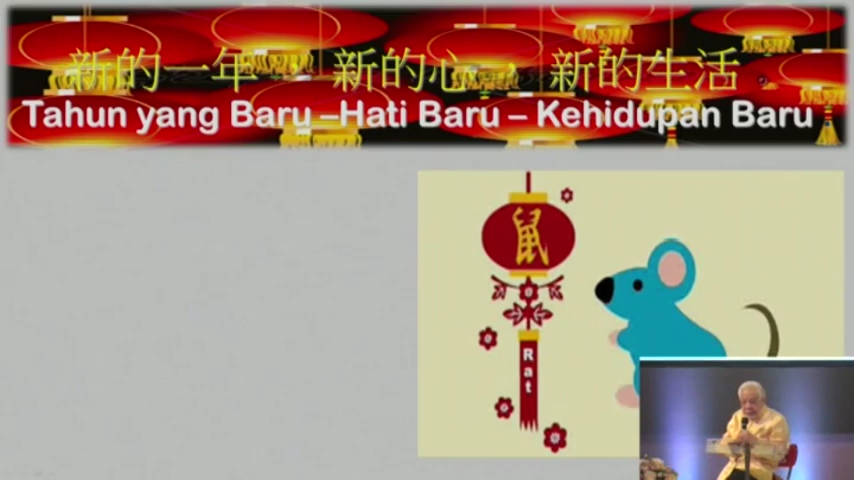 新的一年 , 新的心 , 新的生活
Tahun yang Baru –Hati Baru – Kehidupan Baru
鼠
Rat